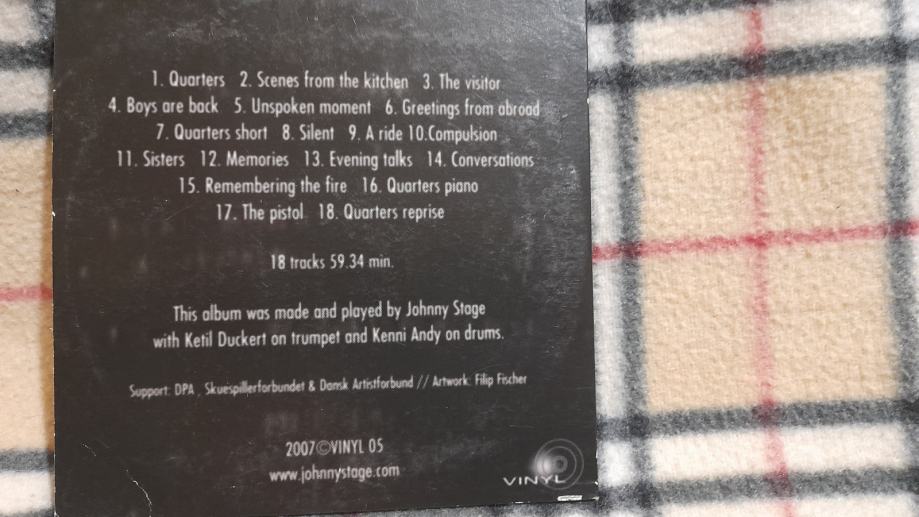 1. Quarters 2. Scenes from the kitchen 3. The visitor
4. Boys are back 5. Unspoken moment 6. Greetings from abroad
7. Quarters short 8. Silent 9. A ride 10.Compulsion
11. Sisters 12. Memories 13. Evening talks 14. Conversations
15. Remembering the fire 16. Quarters piano
17. The pistol 18. Quarters reprise
18 tracks 59.34 min.
This album was made and played by Johnny Stage
with Ketil Duckert on trumpet and Kenni Andy on drums.
Support: DPA, Skuespillerforbundet & Dansk Artistforbund // Artwork: Filip Fischer
2007©VINYL 05
www.johnnystage.com
VINYL